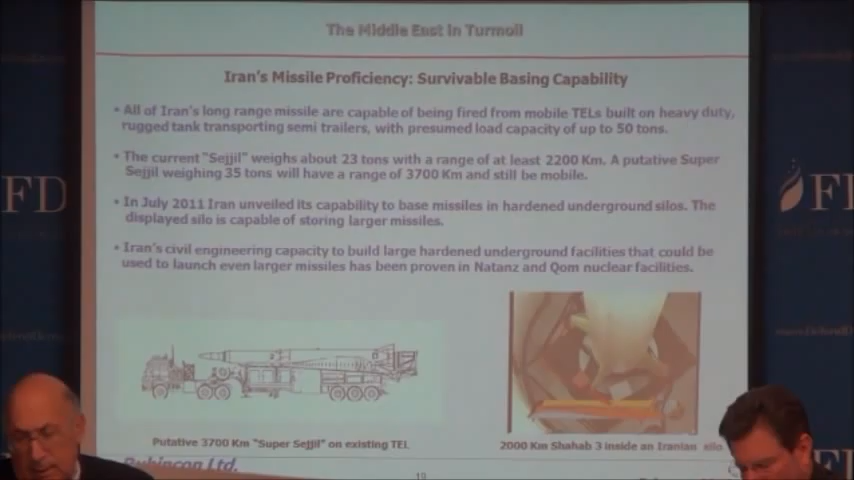 The Middle East in Turmoil
Iran's Missile Proficiency: Survivable Basing Capability
• All of Iran's long range missile are capable of being fired from mobile TELs built on heavy duty,
rugged tank transporting semi trailers, with presumed load capacity of up to 50 tons.
• The current "Sejjil" weighs about 23 tons with a range of at least 2200 Km. A putative Super
Sejjil weighing 35 tons will have a range of 3700 Km and still be mobile.
• In July 2011 Iran unveiled its capability to base missiles in hardened underground silos. The
displayed silo is capable of storing larger missiles.
• Iran's civil engineering capacity to build large hardened underground facilities that could be
used to launch even larger missiles has been proven in Natanz and Qom nuclear facilities.
FD
FD
Putative 3700 Km "Super Sejjil" on existing TEL
2000 Km Shahab 3 inside an Iranian silo
Rubincon Ltd.
19